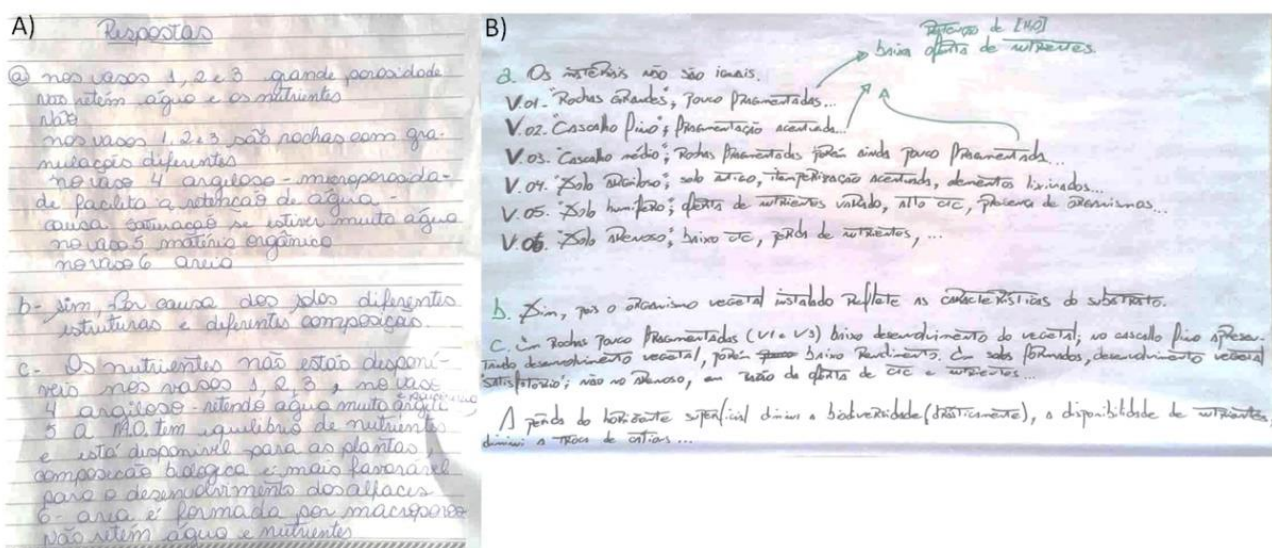 A)
Respostas
a nos vasos 1, 2 e 3 grande porosidade
não retém água e os nutrientes
Não
nos vasos 1, 2 e 3 são rochas com gra-
nulações diferentes
no vaso 4 argiloso - microporosida-
de facilita a retenção de água -
causa saturação se estiver muita água
no vaso 5 matéria orgânico
no vaso 6 areia
b- sim, Por causa dos solos diferentes
estruturas e diferentes composição.
c- Os nutrientes não estão disponí-
veis nos vasos 1, 2, 3, no vaso
4 argiloso - retendo água muito argila
5 a M.O. tem equilíbrio de nutrientes
e está disponível para as plantas
composição biologica é mais favorável
para o desenvolvimento dos alfaces
6- areia é formada por macroporos
não retém água e nutrientes
B)
Retenção de [H2O]
baixa oferta de nutrientes.
a. Os materiais não são iguais.
V.01. "Rochas grandes", pouco fragmentadas...
V.02. "Cascalho fino"; fragmentação acentuada...
V.03. "Cascalho médio"; Rochas fragmentadas porém ainda pouco fragmentada...
V.04. "Solo argiloso"; solo antigo, intemperização acentuada, elementos lixiviados...
V.05. "Solo humífero"; oferta de nutrientes variado, alto CTC, presença de organismos...
V.06. "Solo arenoso"; baixo CTC, perda de nutrientes, ...
b. Sim, pois o organismo vegetal instalado reflete as características do substrato.
C. Em rochas pouco fragmentadas (V1 e V3) baixo desenvolvimento do vegetal; no cascalho fino apresen-
tando desenvolvimento vegetal, porém baixo rendimento. Em solos formados, desenvolvimento vegetal
"satisfatório"; não no arenoso, em razão da oferta de CTC e nutrientes...
A perda do horizonte superficial diminui a biodiversidade (drasticamente), a disponibilidade de nutrientes,
diminui a troca de cátions ...